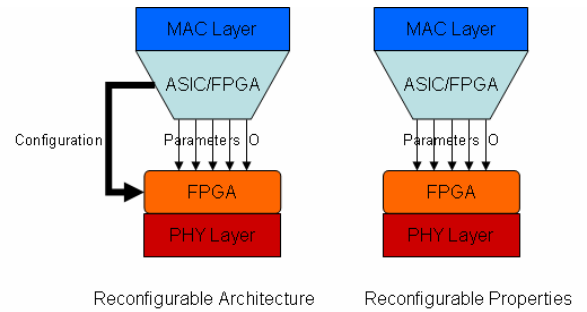 MAC Layer
ASIC/FPGA
Configuration
Parameters O
FPGA
PHY Layer
Reconfigurable Architecture
MAC Layer
ASIC/FPGA
Parameters O
FPGA
PHY Layer
Reconfigurable Properties